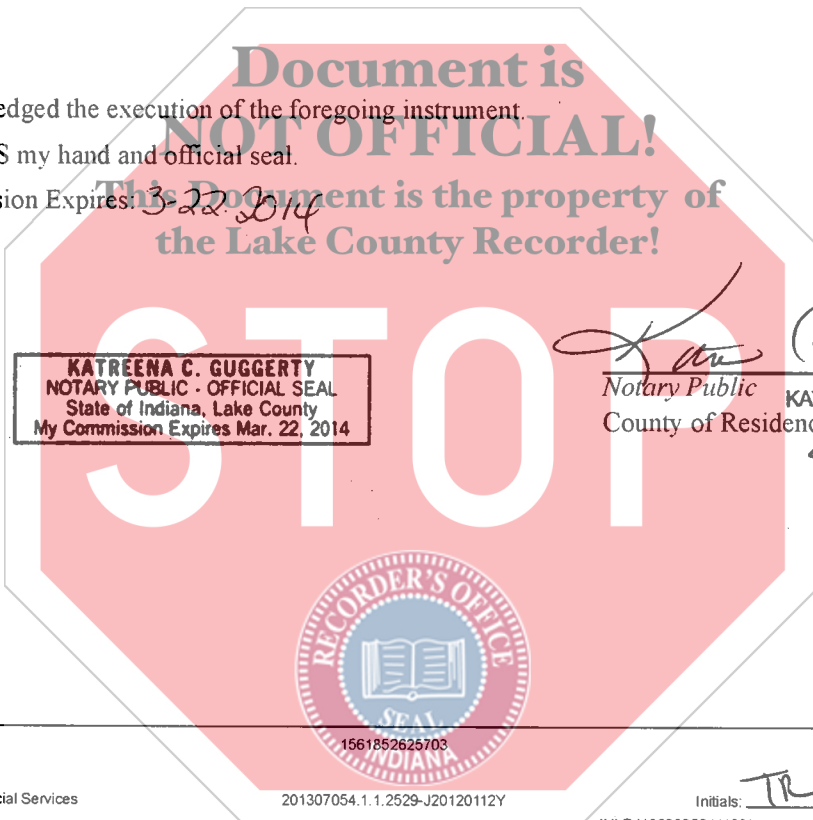 Document is
edged the execution of the foregoing instrument.
NOT OFFICIAL!
S my hand and official seal.
sion Expires: 3-22-2014
This Document is the property of
the Lake County Recorder!
STOP
KATREENA C. GUGGERTY
NOTARY PUBLIC - OFFICIAL SEAL
State of Indiana, Lake County
My Commission Expires Mar. 22, 2014
Notary Public
KA
County of Residenc
RECORDER'S OFFICE
SEAL
INDIANA
1561852625703
cial Services
201307054.1.1.2529-J20120112Y
Initials: TR